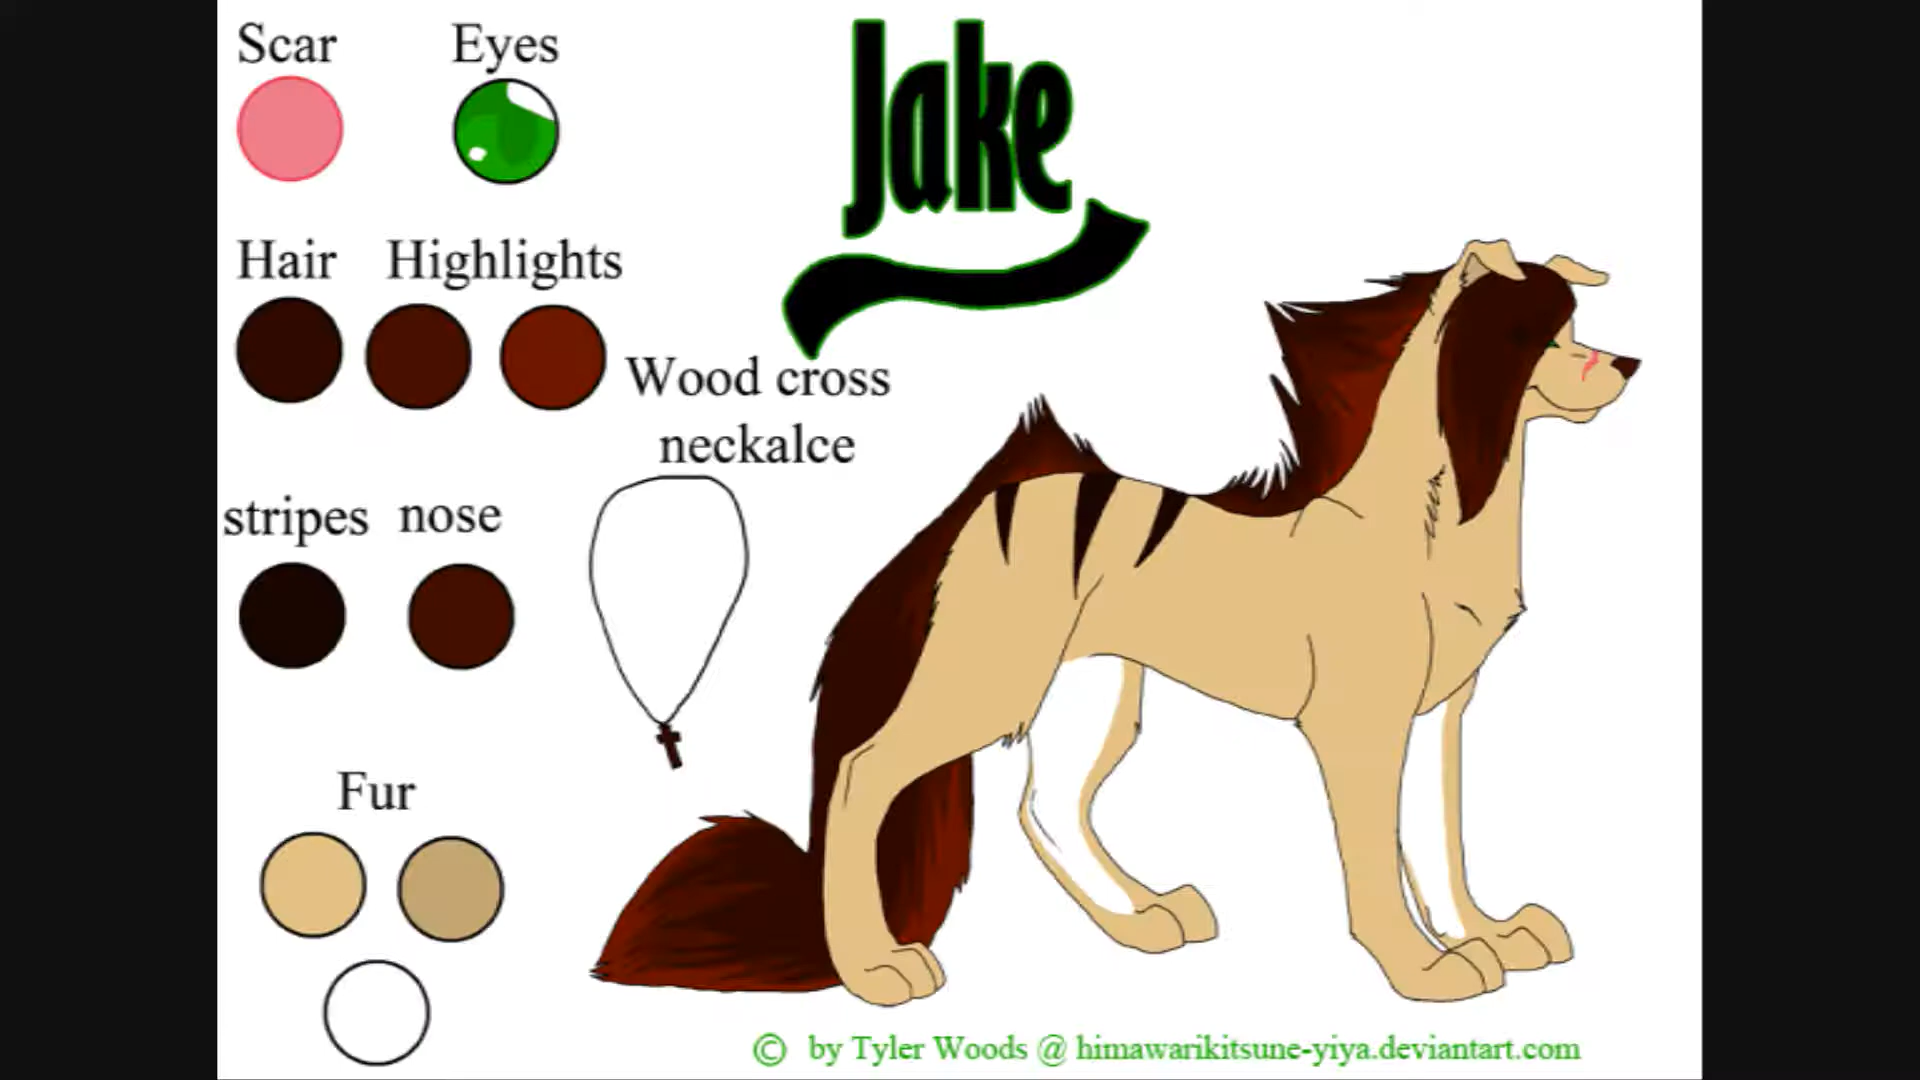 Scar Eyes
Jake
Hair Highlights
Wood cross
neckalce
stripes nose
Fur
© by Tyler Woods @ himawarikitsune-yiya.deviantart.com